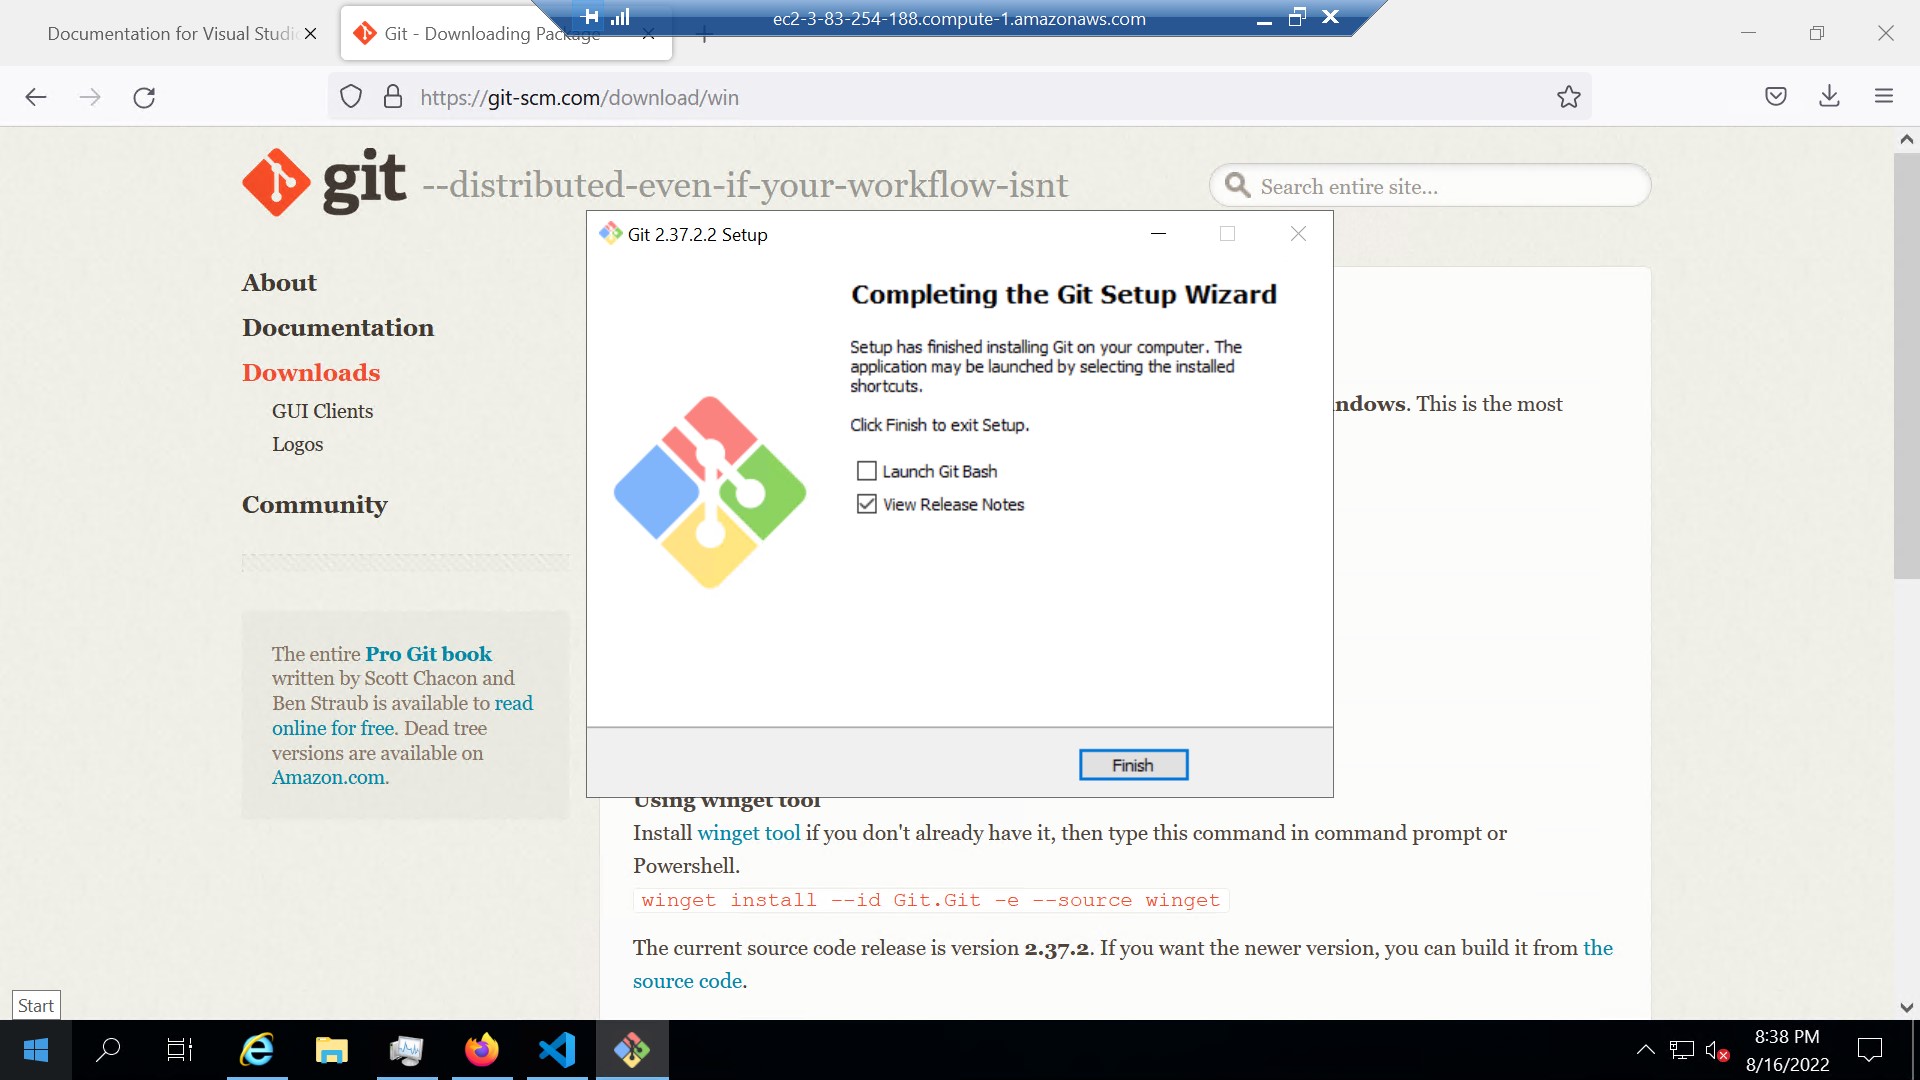 ec2-3-83-254-188.compute-1.amazonaws.com
Documentation for Visual Studi
Git - Downloading Package
https://git-scm.com/download/win
git --distributed-even-if-your-workflow-isnt
Search entire site...
About
Documentation
Downloads
GUI Clients
Logos
Community
The entire Pro Git book
written by Scott Chacon and
Ben Straub is available to read
online for free. Dead tree
versions are available on
Amazon.com.
Git 2.37.2.2 Setup
Completing the Git Setup Wizard
Setup has finished installing Git on your computer. The
application may be launched by selecting the installed
shortcuts.
Click Finish to exit Setup.
Launch Git Bash
View Release Notes
Finish
ndows. This is the most
Using winget tool
Install winget tool if you don't already have it, then type this command in command prompt or
Powershell.
winget install --id Git.Git -e --source winget
The current source code release is version 2.37.2. If you want the newer version, you can build it from the
source code.
Start
8:38 PM
8/16/2022